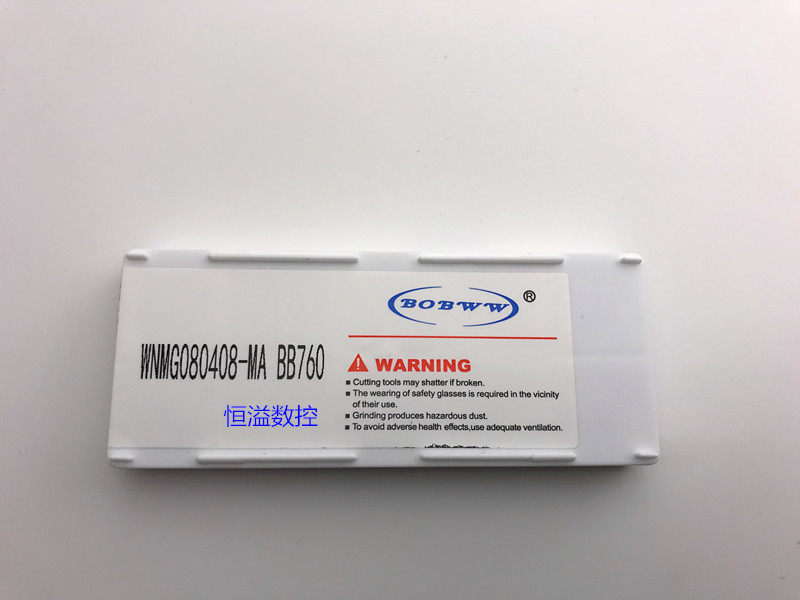 BOBWW®
WNMG080408-MA BB760
恒溢数控
⚠ WARNING
■ Cutting tools may shatter if broken.
■ The wearing of safety glasses is required in the vicinity
of their use.
■ Grinding produces hazardous dust.
■ To avoid adverse health effects,use adequate ventilation.